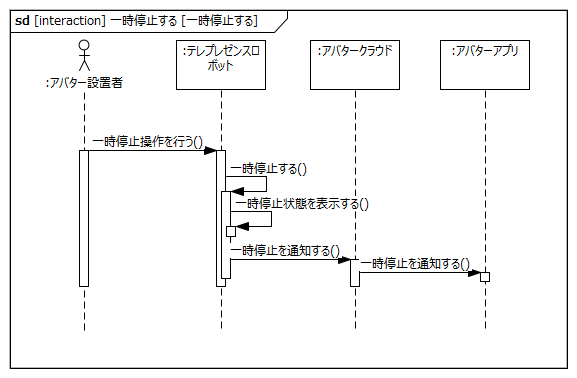 sd [interaction] 一時停止する [一時停止する]
:アバター設置者
:テレプレゼンスロ
ボット
:アバタークラウド
:アバターアプリ
一時停止操作を行う()
一時停止する()
一時停止状態を表示する()
一時停止を通知する()
一時停止を通知する()